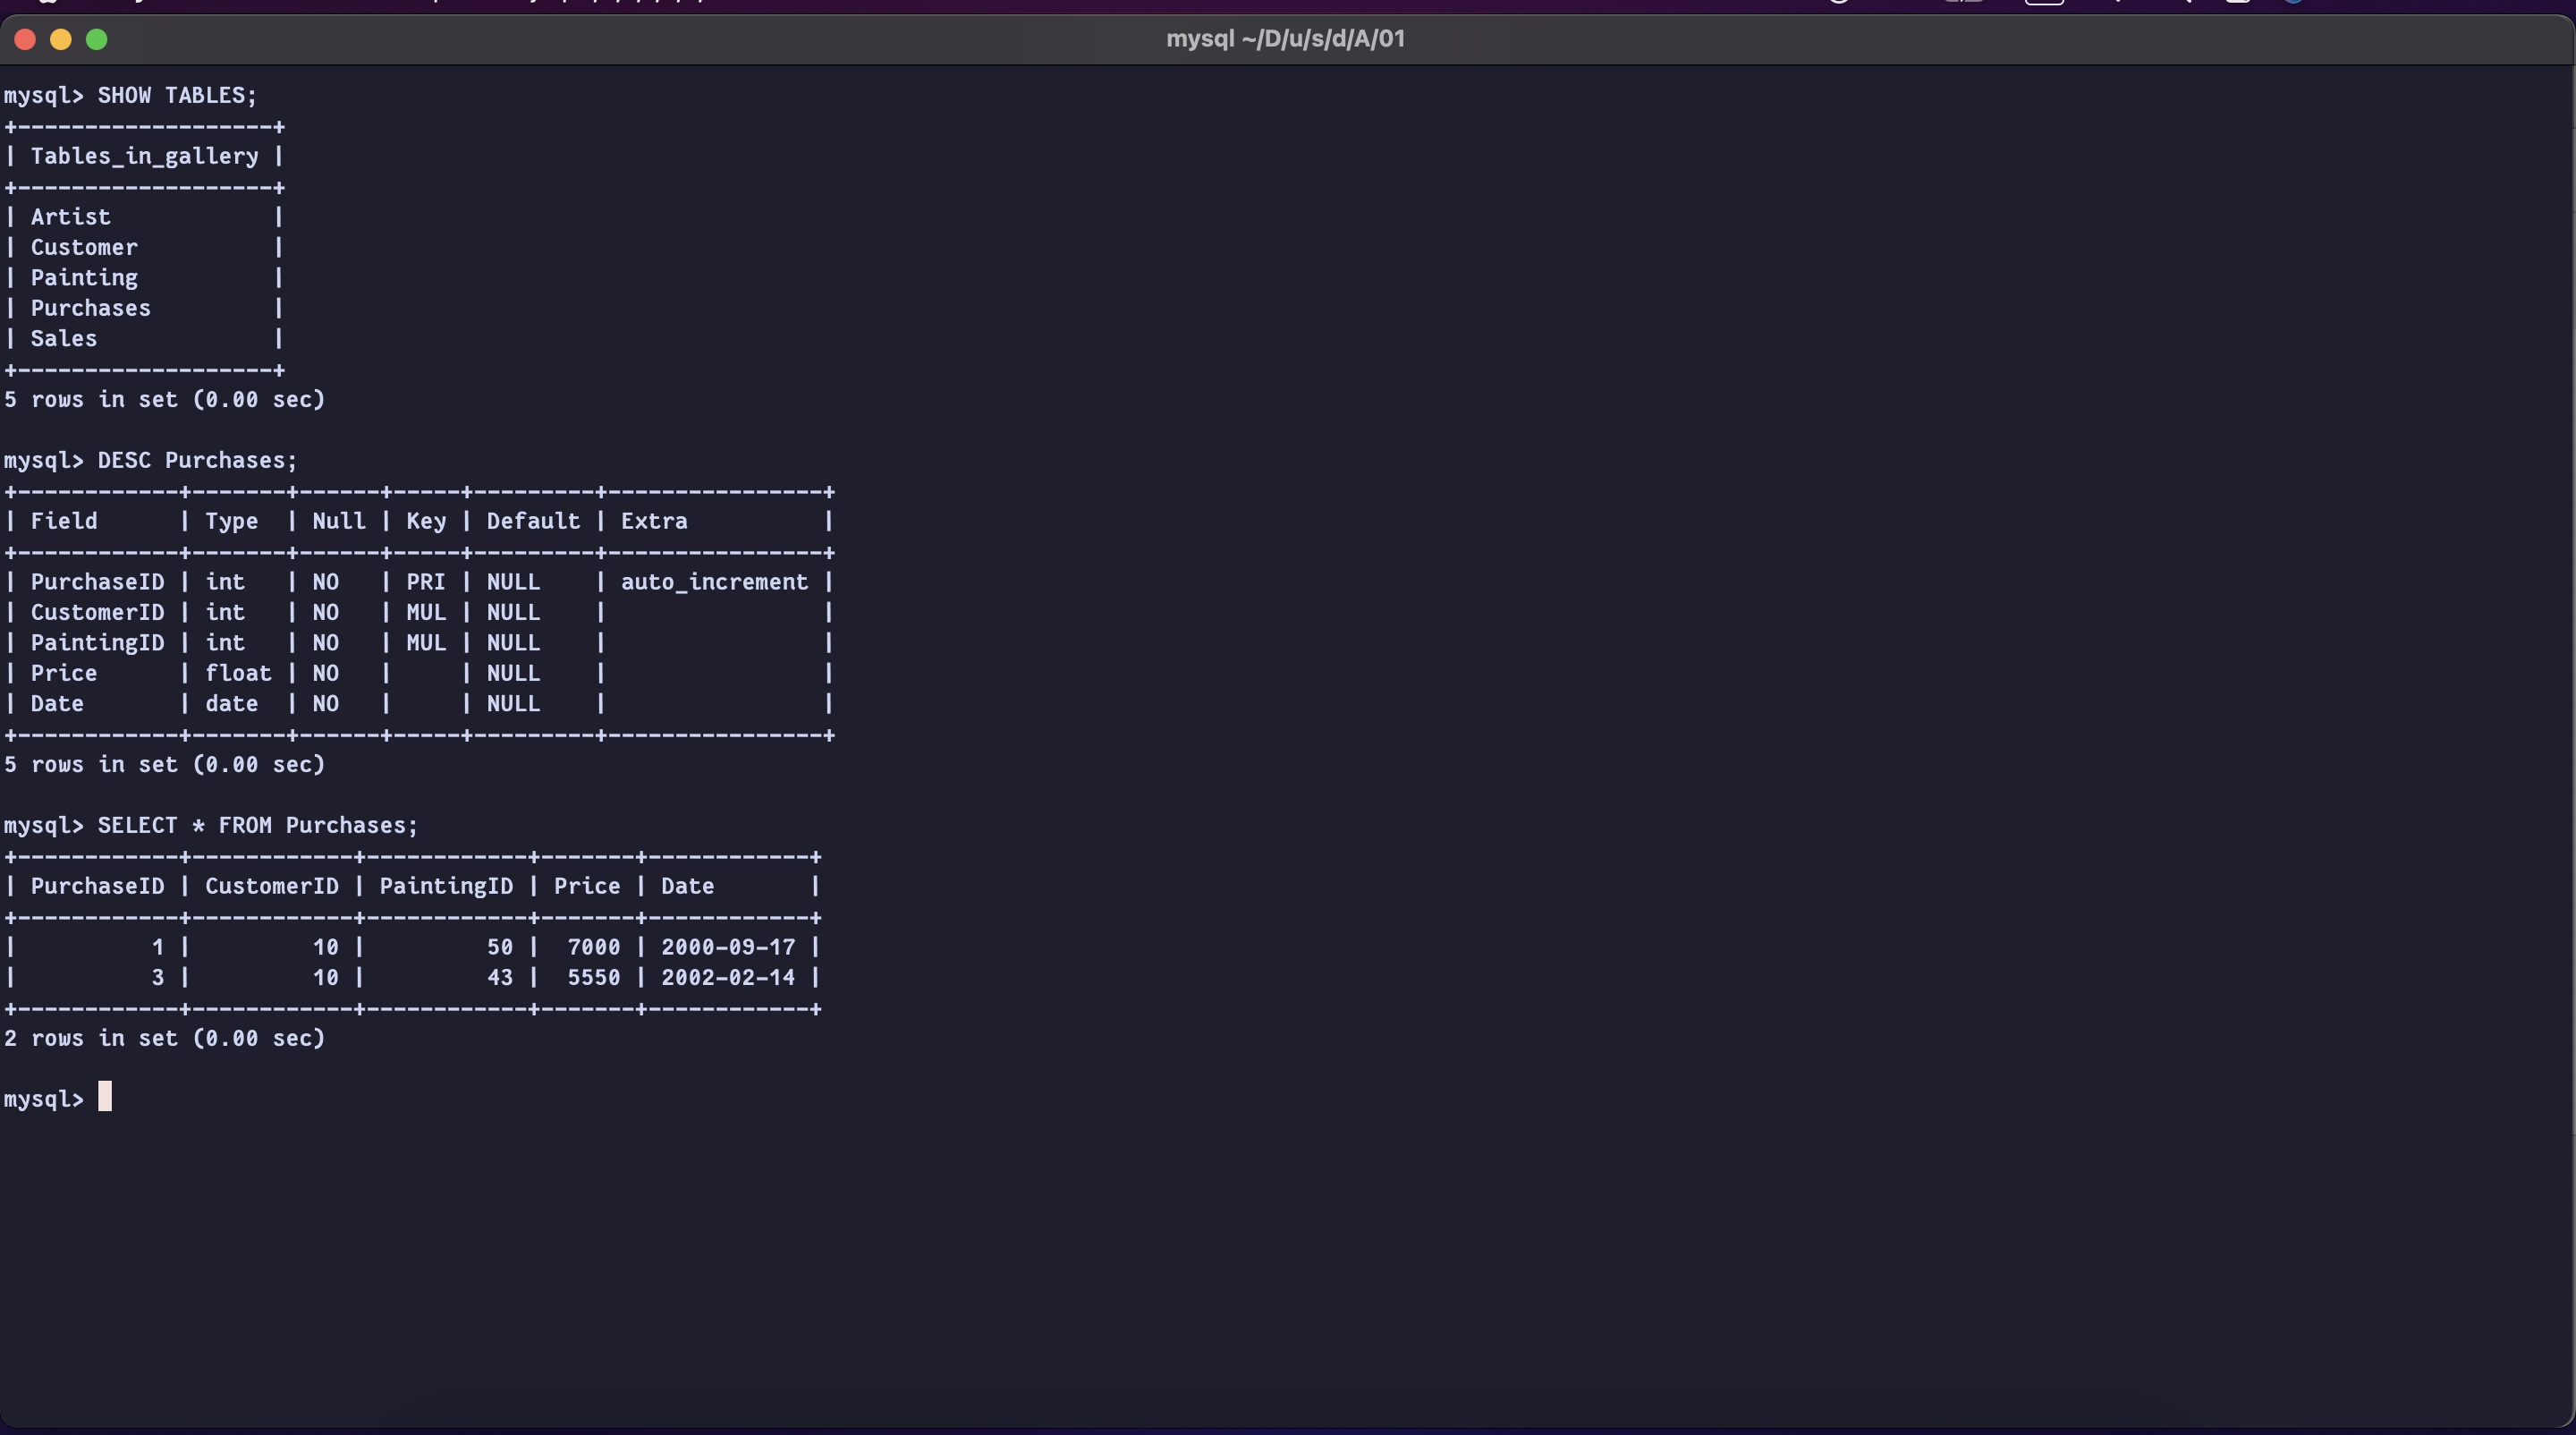 mysql ~/D/u/s/d/A/01
mysql> SHOW TABLES;
+-------------------+
| Tables_in_gallery |
+-------------------+
| Artist            |
| Customer          |
| Painting          |
| Purchases         |
| Sales             |
+-------------------+
5 rows in set (0.00 sec)
mysql> DESC Purchases;
+------------+-------+------+-----+---------+----------------+
| Field      | Type  | Null | Key | Default | Extra          |
+------------+-------+------+-----+---------+----------------+
| PurchaseID | int   | NO   | PRI | NULL    | auto_increment |
| CustomerID | int   | NO   | MUL | NULL    |                |
| PaintingID | int   | NO   | MUL | NULL    |                |
| Price      | float | NO   |     | NULL    |                |
| Date       | date  | NO   |     | NULL    |                |
+------------+-------+------+-----+---------+----------------+
5 rows in set (0.00 sec)
mysql> SELECT * FROM Purchases;
+------------+------------+------------+-------+------------+
| PurchaseID | CustomerID | PaintingID | Price | Date       |
+------------+------------+------------+-------+------------+
|          1 |         10 |         50 |  7000 | 2000-09-17 |
|          3 |         10 |         43 |  5550 | 2002-02-14 |
+------------+------------+------------+-------+------------+
2 rows in set (0.00 sec)
mysql>